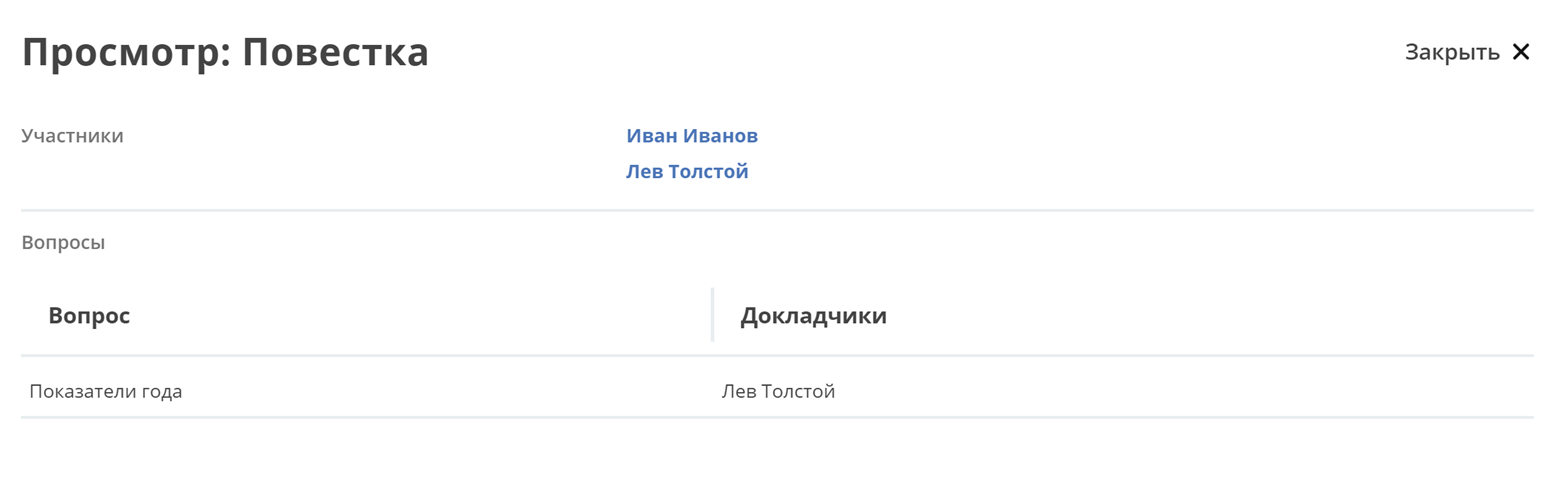 Просмотр: Повестка
Закрыть
Участники
Иван Иванов
Лев Толстой
Вопросы
Вопрос
Докладчики
Показатели года
Лев Толстой